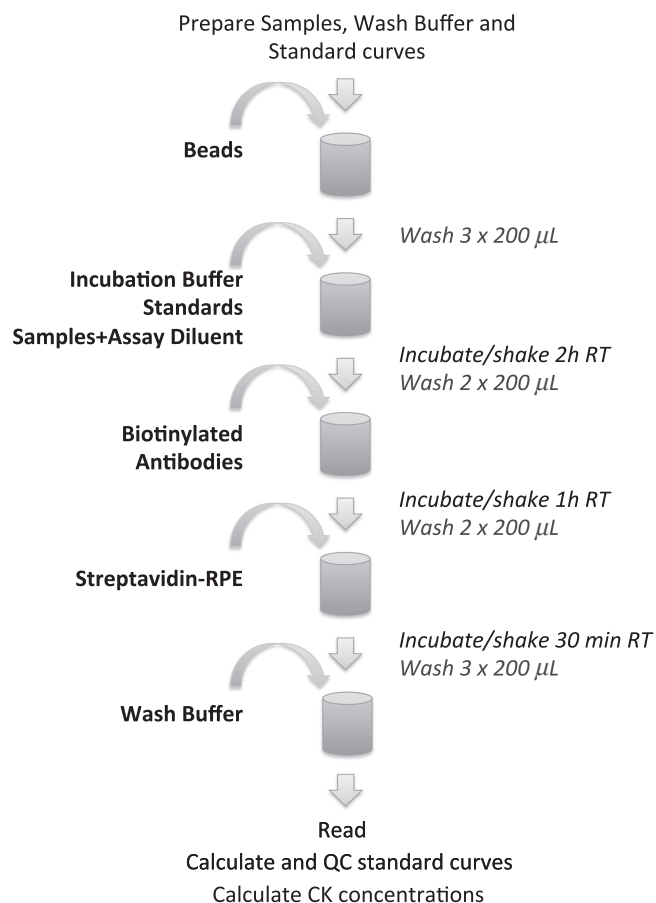 Prepare Samples, Wash Buffer and
Standard curves
Beads
Wash 3 x 200 µL
Incubation Buffer
Standards
Samples+Assay Diluent
Incubate/shake 2h RT
Wash 2 x 200 µL
Biotinylated
Antibodies
Incubate/shake 1h RT
Wash 2 x 200 µL
Streptavidin-RPE
Incubate/shake 30 min RT
Wash 3 x 200 µL
Wash Buffer
Read
Calculate and QC standard curves
Calculate CK concentrations